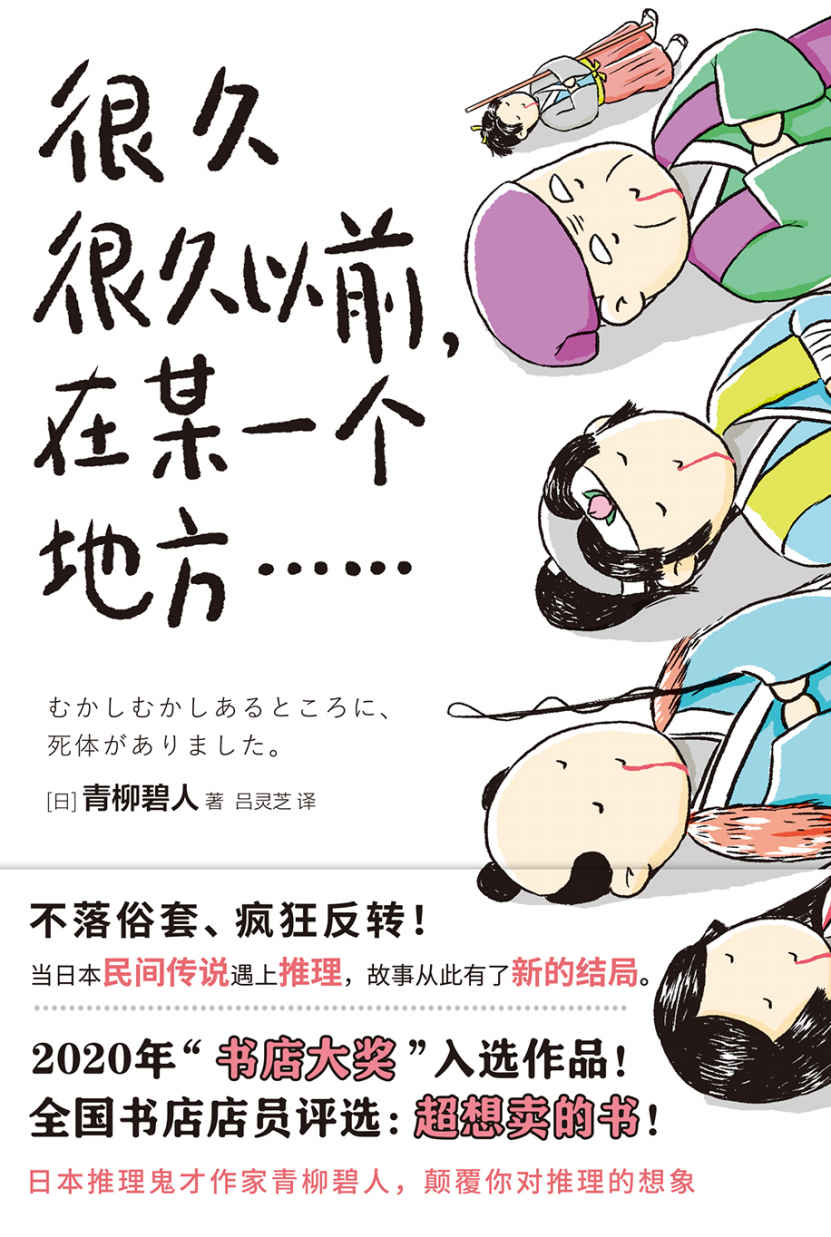 很久
很久以前，
在某一个
地方……
むかしむかしあるところに、
死体がありました。
[日]青柳碧人 著 吕灵芝 译
不落俗套、疯狂反转！
当日本民间传说遇上推理，故事从此有了新的结局。
2020年“书店大奖”入选作品！
全国书店店员评选：超想卖的书！
日本推理鬼才作家青柳碧人，颠覆你对推理的想象